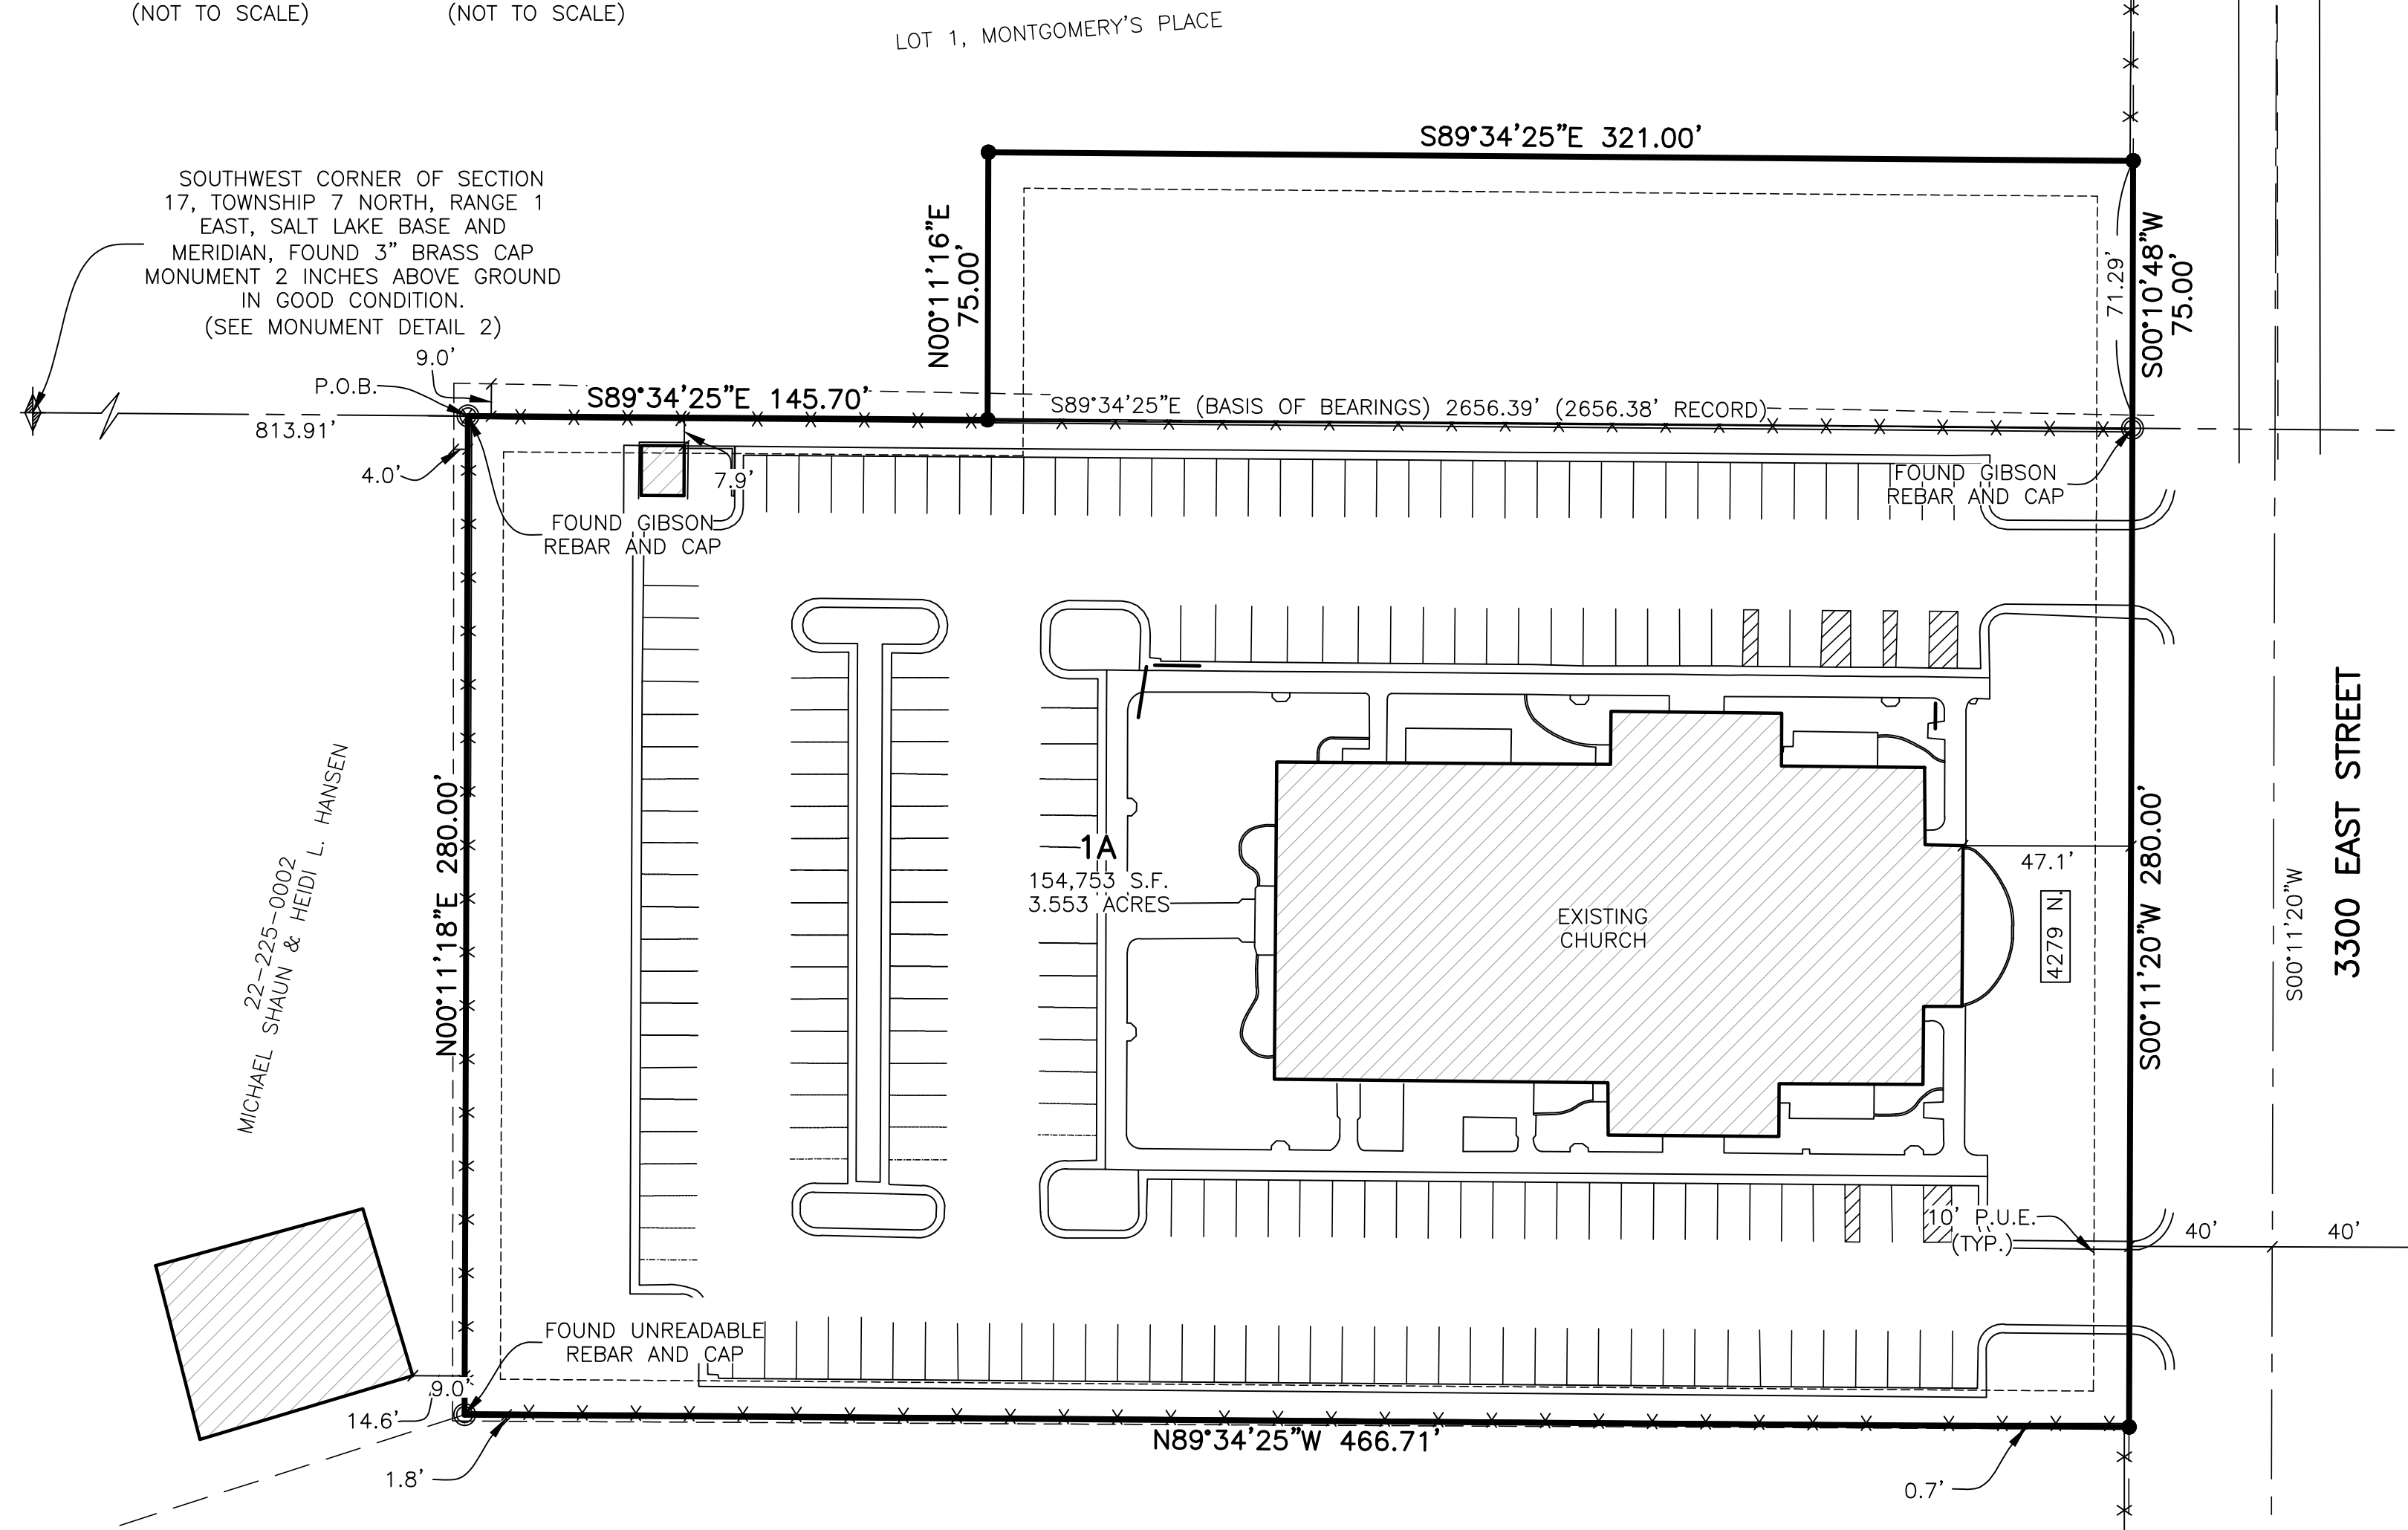 (NOT TO SCALE)
(NOT TO SCALE)
LOT 1, MONTGOMERY'S PLACE
S89°34'25"E 321.00'
SOUTHWEST CORNER OF SECTION
17, TOWNSHIP 7 NORTH, RANGE 1
EAST, SALT LAKE BASE AND
MERIDIAN, FOUND 3" BRASS CAP
MONUMENT 2 INCHES ABOVE GROUND
IN GOOD CONDITION.
(SEE MONUMENT DETAIL 2)
N00°11'16"E
75.00'
71.29'
S00°10'48"W
75.00'
9.0'
P.O.B.
S89°34'25"E 145.70'
S89°34'25"E (BASIS OF BEARINGS) 2656.39' (2656.38' RECORD)
813.91'
4.0'
7.9'
FOUND GIBSON
REBAR AND CAP
FOUND GIBSON
REBAR AND CAP
22-225-0002
MICHAEL SHAUN & HEIDI L. HANSEN
N00°11'18"E 280.00'
1A
154,753 S.F.
3.553 ACRES
EXISTING
CHURCH
47.1'
4279 N.
S00°11'20"W 280.00'
S00°11'20"W
3300 EAST STREET
10' P.U.E.
(TYP.)
40'
40'
FOUND UNREADABLE
REBAR AND CAP
9.0'
14.6'
N89°34'25"W 466.71'
1.8'
0.7'